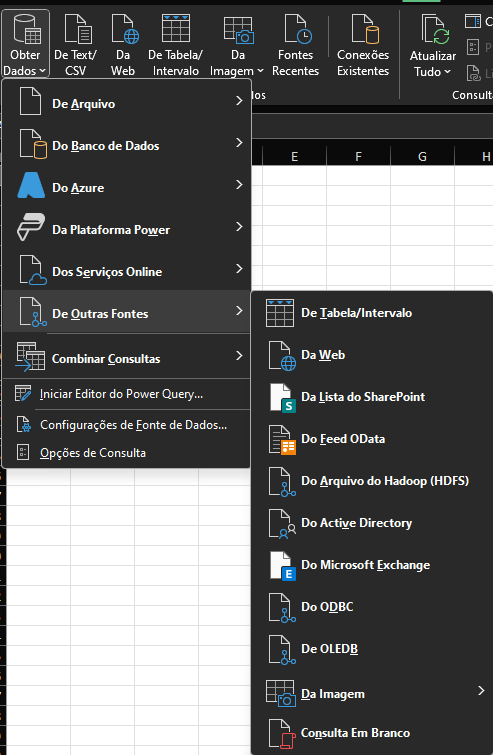 Obter
Dados
De Text/
CSV
Da
Web
De Tabela/
Intervalo
Da
Imagem
Fontes
Recentes
Conexões
Existentes
Atualizar
Tudo
C
P
Li
dos
Consulta
De Arquivo
Do Banco de Dados
Do Azure
Da Plataforma Power
Dos Serviços Online
De Outras Fontes
Combinar Consultas
Iniciar Editor do Power Query...
Configurações de Fonte de Dados...
Opções de Consulta
E
F
G
H
De Tabela/Intervalo
Da Web
Da Lista do SharePoint
Do Feed OData
Do Arquivo do Hadoop (HDFS)
Do Active Directory
Do Microsoft Exchange
Do ODBC
De OLEDB
Da Imagem
Consulta Em Branco